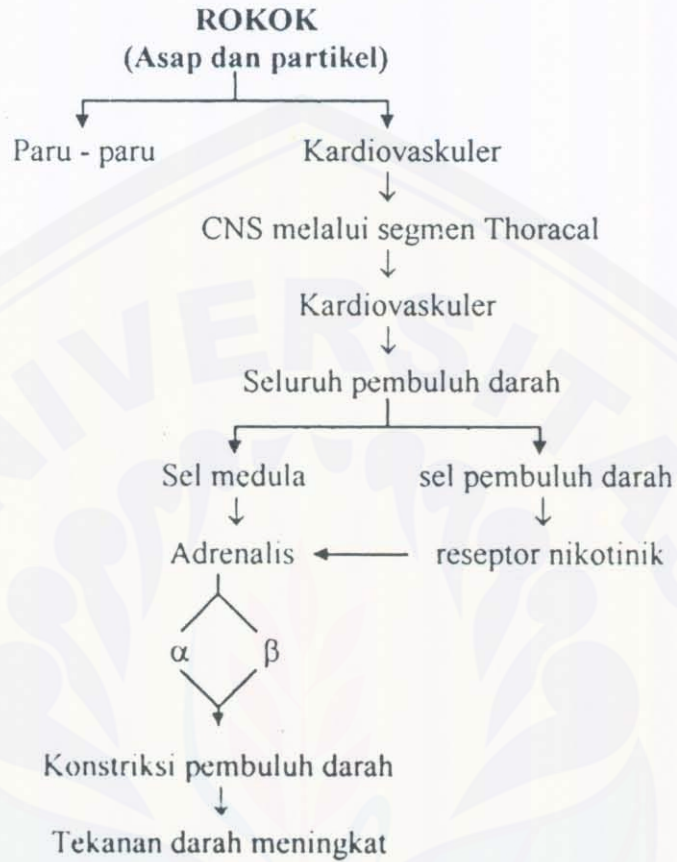 ROKOK
(Asap dan partikel)
Paru - paru Kardiovaskuler
CNS melalui segmen Thoracal
Kardiovaskuler
Seluruh pembuluh darah
Sel medula sel pembuluh darah
Adrenalis reseptor nikotinik
α β
Konstriksi pembuluh darah
Tekanan darah meningkat
UNIVERSITAS